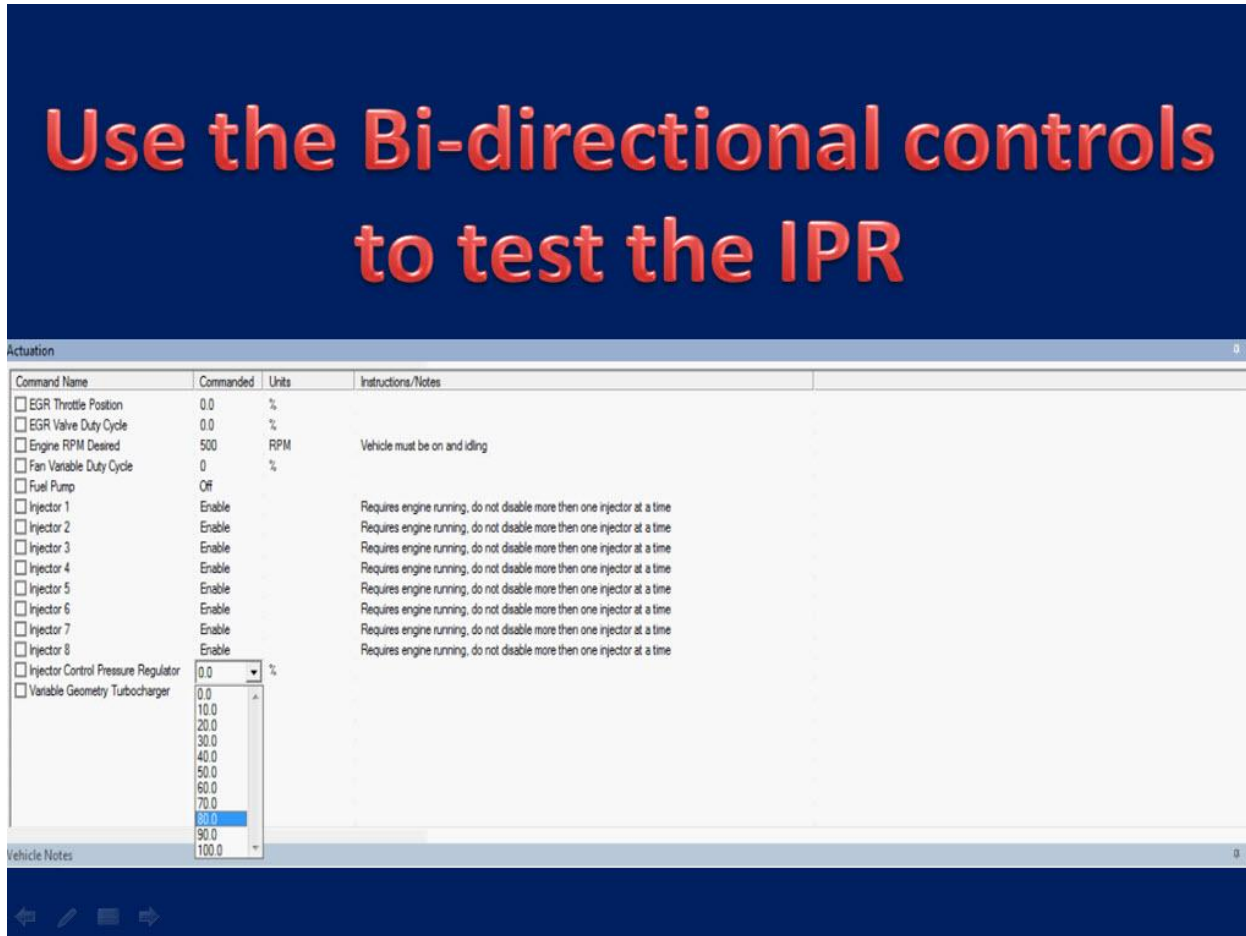 Use the Bi-directional controls
to test the IPR
Actuation
Command Name Commanded Units Instructions/Notes
EGR Throttle Position 0.0 %
EGR Valve Duty Cycle 0.0 %
Engine RPM Desired 500 RPM Vehicle must be on and idling
Fan Variable Duty Cycle 0 %
Fuel Pump Off
Injector 1 Enable Requires engine running, do not disable more then one injector at a time
Injector 2 Enable Requires engine running, do not disable more then one injector at a time
Injector 3 Enable Requires engine running, do not disable more then one injector at a time
Injector 4 Enable Requires engine running, do not disable more then one injector at a time
Injector 5 Enable Requires engine running, do not disable more then one injector at a time
Injector 6 Enable Requires engine running, do not disable more then one injector at a time
Injector 7 Enable Requires engine running, do not disable more then one injector at a time
Injector 8 Enable Requires engine running, do not disable more then one injector at a time
Injector Control Pressure Regulator 0.0 %
Variable Geometry Turbocharger 0.0
10.0
20.0
30.0
40.0
50.0
60.0
70.0
80.0
90.0
100.0
Vehicle Notes